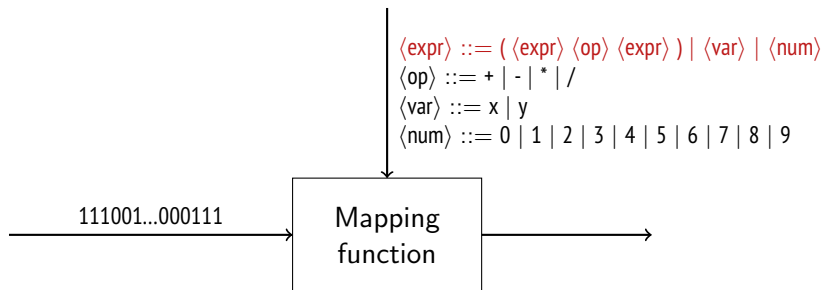 ⟨expr⟩ ::= ( ⟨expr⟩ ⟨op⟩ ⟨expr⟩ ) | ⟨var⟩ | ⟨num⟩
⟨op⟩ ::= + | - | * | /
⟨var⟩ ::= x | y
⟨num⟩ ::= 0 | 1 | 2 | 3 | 4 | 5 | 6 | 7 | 8 | 9
111001...000111
Mapping
function